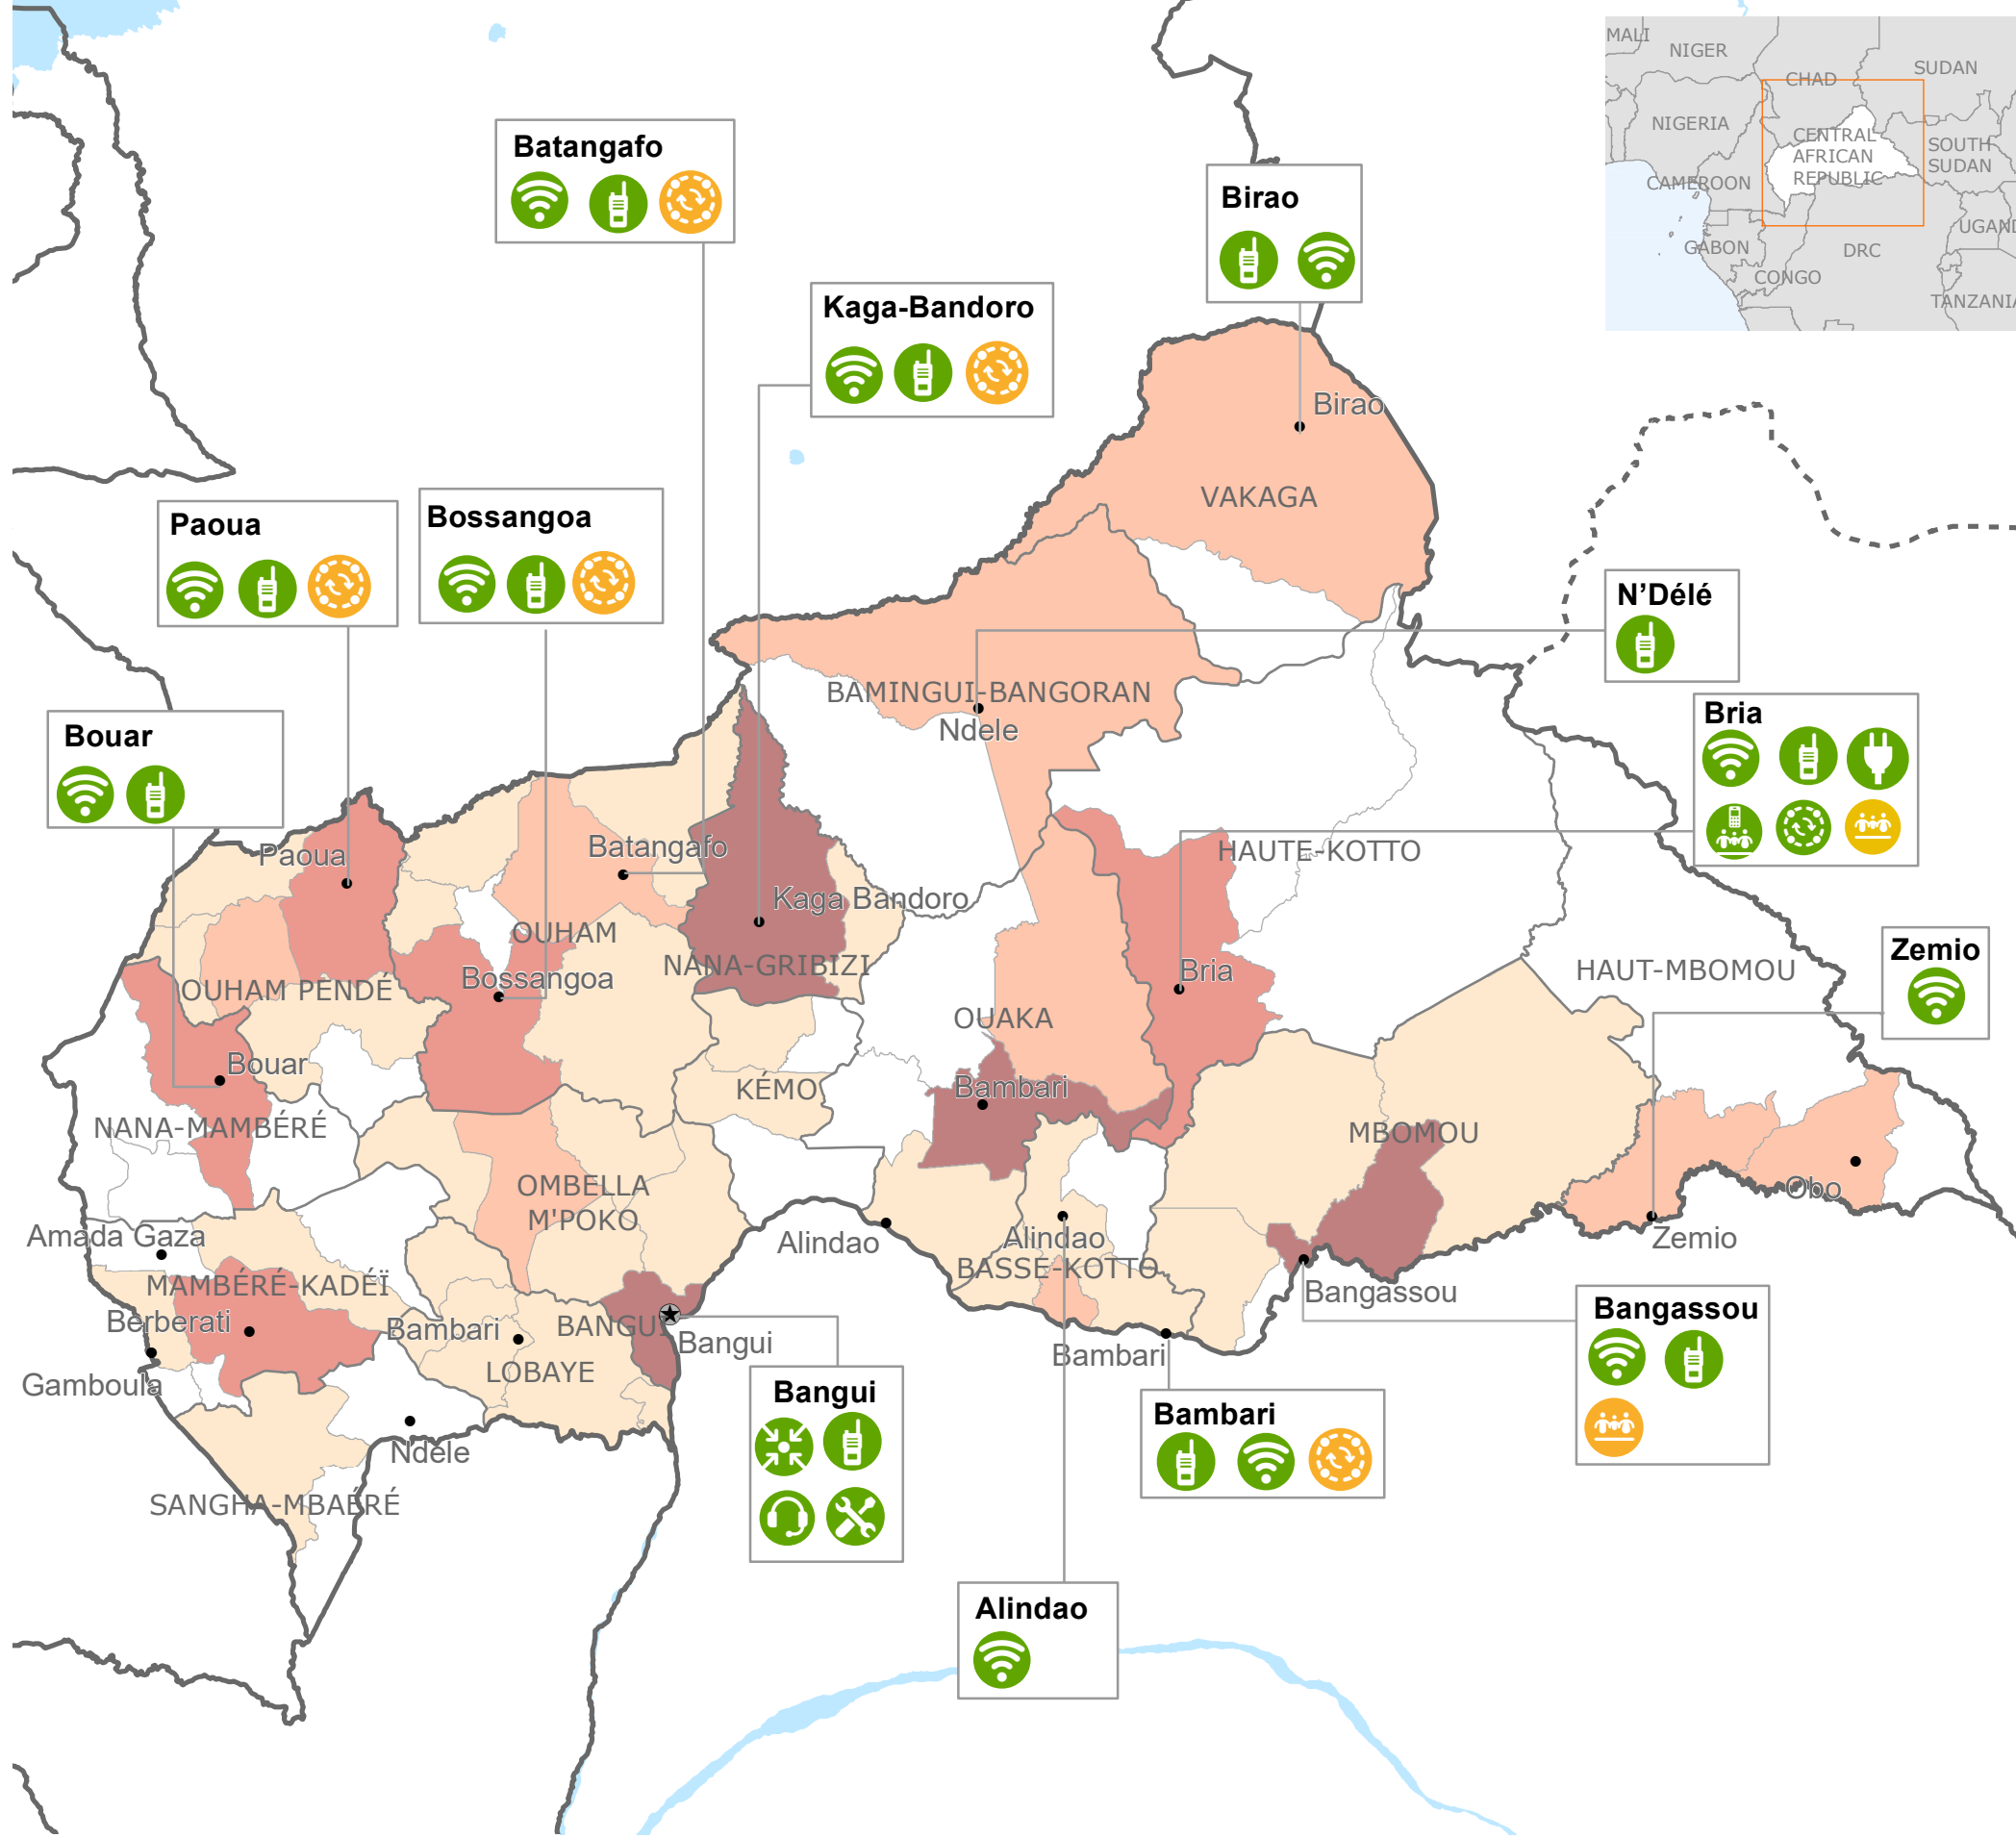 MALI
NIGER
CHAD
SUDAN
NIGERIA
CENTRAL
AFRICAN
REPUBLIC
SOUTH
SUDAN
CAMEROON
UGAND
GABON
DRC
CONGO
TANZANIA
Batangafo
Birao
Kaga-Bandoro
Birao
VAKAGA
Paoua
Bossangoa
N'Délé
BAMINGUI-BANGORAN
Ndele
Bouar
Bria
Paoua
Batangafo
HAUTE-KOTTO
Kaga Bandoro
OUHAM
Zemio
NANA-GRIBIZI
Bossangoa
Bria
HAUT-MBOMOU
OUHAM PENDÉ
OUAKA
Bouar
Bambari
KÉMO
NANA-MAMBÉRÉ
MBOMOU
OMBELLA
M'POKO
Obo
Amada Gaza
Alindao
Alindao
Zemio
BASSE-KOTTO
MAMBÉRÉ-KADÉÏ
Berberati
Bambari
BANGUI
Bangui
Bangassou
Bangassou
Bambari
LOBAYE
Gamboula
Bangui
Bambari
Ndele
SANGHA-MBAÉRÉ
Alindao